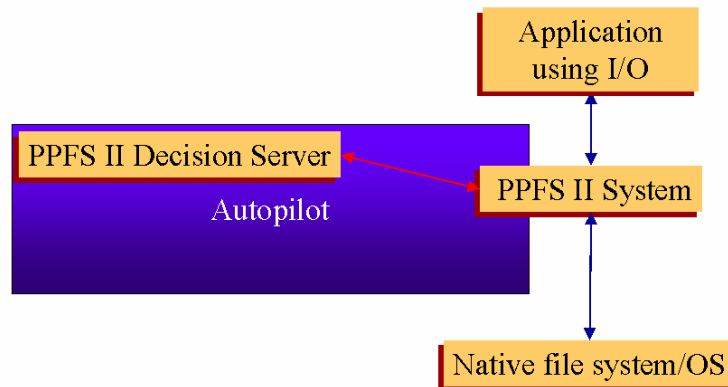 Application
using I/O
PPFS II Decision Server
PPFS II System
Autopilot
Native file system/OS